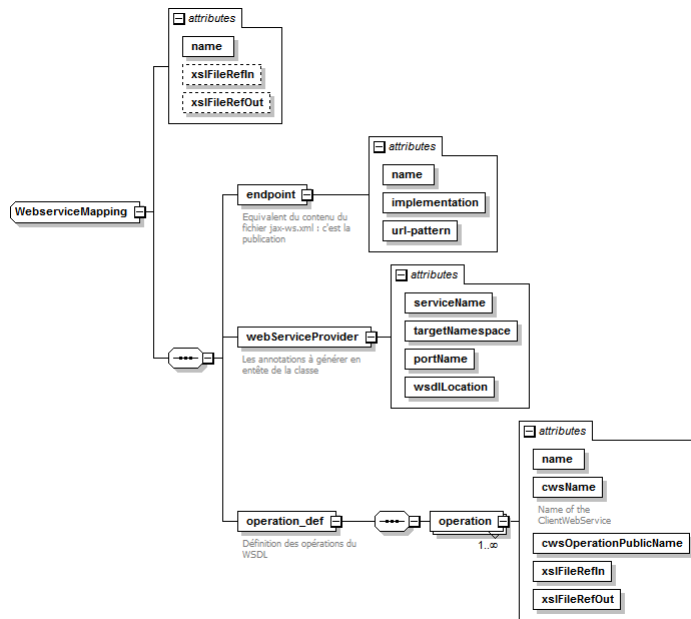 attributes
name
xslFileRefIn
xslFileRefOut
WebserviceMapping
endpoint
Equivalent du contenu du
fichier jax-ws.xml : c'est la
publication
attributes
name
implementation
url-pattern
webServiceProvider
Les annotations à générer en
entête de la classe
attributes
serviceName
targetNamespace
portName
wsdlLocation
operation_def
Définition des opérations du
WSDL
operation
1..∞
attributes
name
cwsName
Name of the
ClientWebService
cwsOperationPublicName
xslFileRefIn
xslFileRefOut